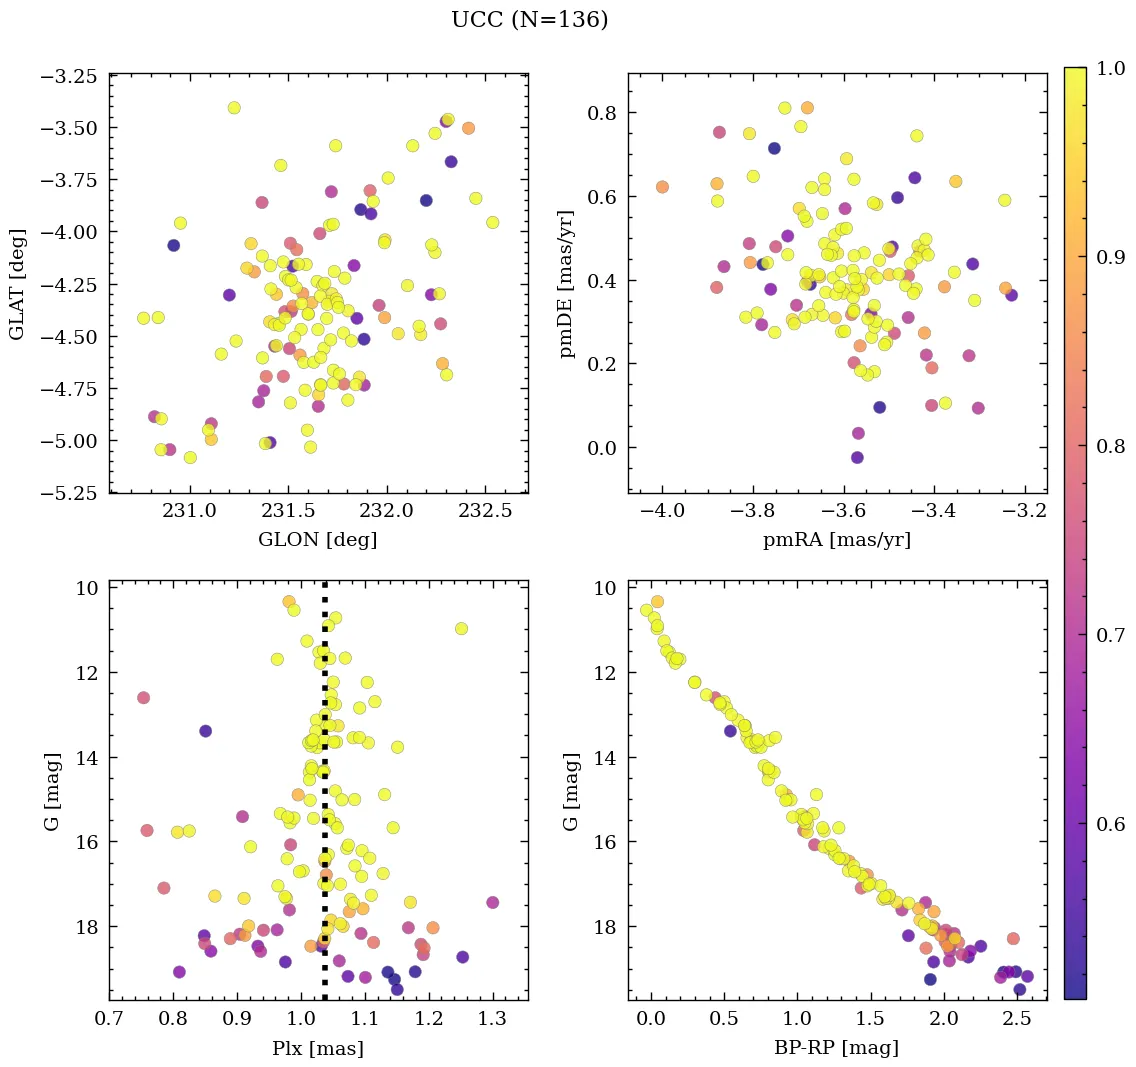 UCC (N=136)
−3.25
−3.50
−3.75
−4.00
−4.25
−4.50
−4.75
−5.00
−5.25
GLAT [deg]
231.0 231.5 232.0 232.5
GLON [deg]
0.8
0.6
0.4
0.2
0.0
pmDE [mas/yr]
−4.0 −3.8 −3.6 −3.4 −3.2
pmRA [mas/yr]
1.0
0.9
0.8
0.7
0.6
10
12
14
16
18
G [mag]
0.7 0.8 0.9 1.0 1.1 1.2 1.3
Plx [mas]
10
12
14
16
18
G [mag]
0.0 0.5 1.0 1.5 2.0 2.5
BP-RP [mag]